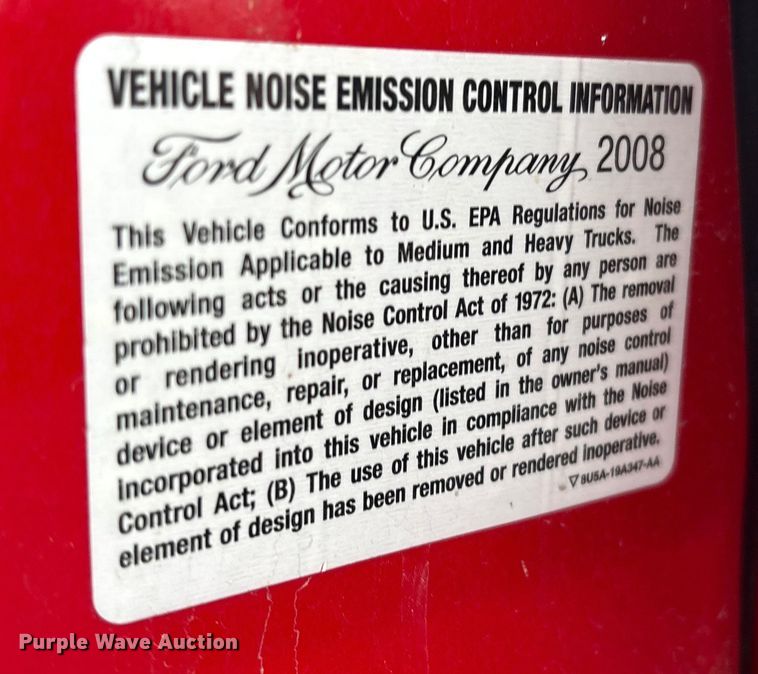 VEHICLE NOISE EMISSION CONTROL INFORMATION
Ford Motor Company, 2008
This Vehicle Conforms to U.S. EPA Regulations for Noise
Emission Applicable to Medium and Heavy Trucks. The
following acts or the causing thereof by any person are
prohibited by the Noise Control Act of 1972: (A) The removal
or rendering inoperative, other than for purposes of
maintenance, repair, or replacement, of any noise control
device or element of design (listed in the owner's manual)
incorporated into this vehicle in compliance with the Noise
Control Act; (B) The use of this vehicle after such device or
element of design has been removed or rendered inoperative.
▽ 8U5A-19A347-AA
Purple Wave Auction